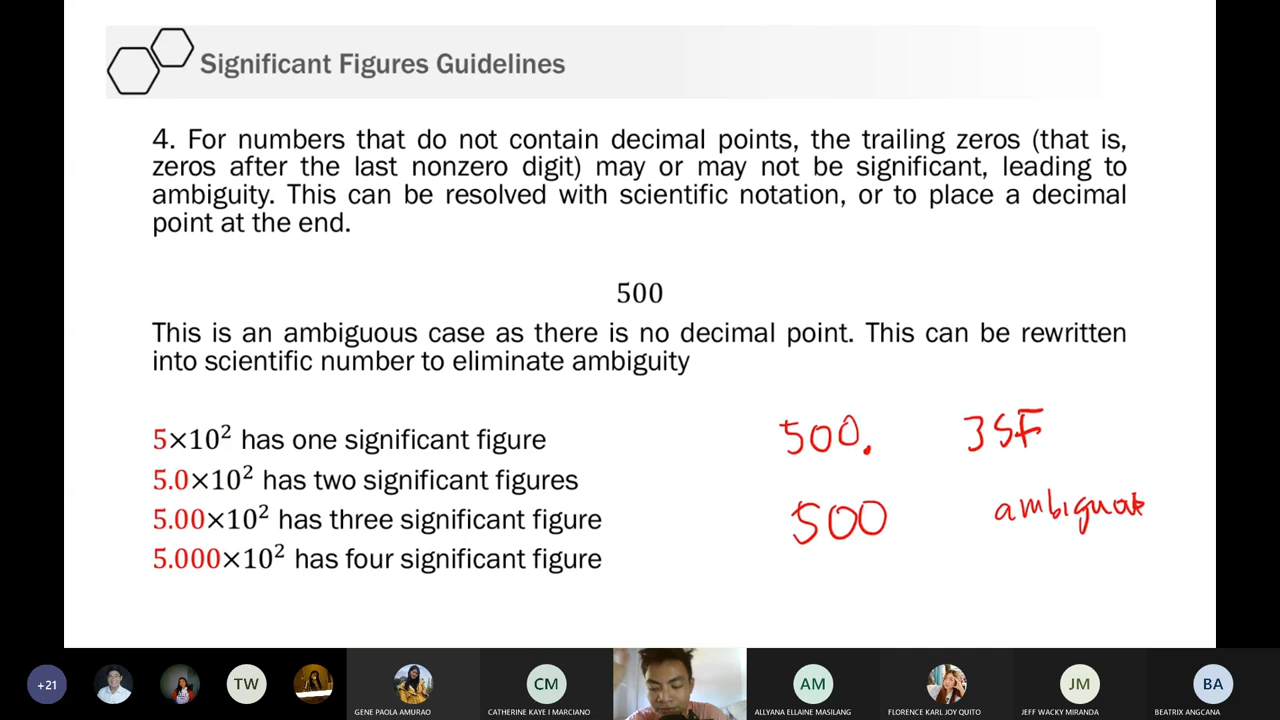 Significant Figures Guidelines
4. For numbers that do not contain decimal points, the trailing zeros (that is,
zeros after the last nonzero digit) may or may not be significant, leading to
ambiguity. This can be resolved with scientific notation, or to place a decimal
point at the end.
500
This is an ambiguous case as there is no decimal point. This can be rewritten
into scientific number to eliminate ambiguity
5×10² has one significant figure
500. 3SF
5.0×10² has two significant figures
5.00×10² has three significant figure
500
5.000×10² has four significant figure
+21
TW
GENE PAOLA AMURAO
CM
CATHERINE KAYE I MARCIANO
AM
ALLYANA ELLAINE MASILANG
FLORENCE KARL JOY QUITO
JM
JEFF WACKY MIRANDA
BA
BEATRIX ANGCANA